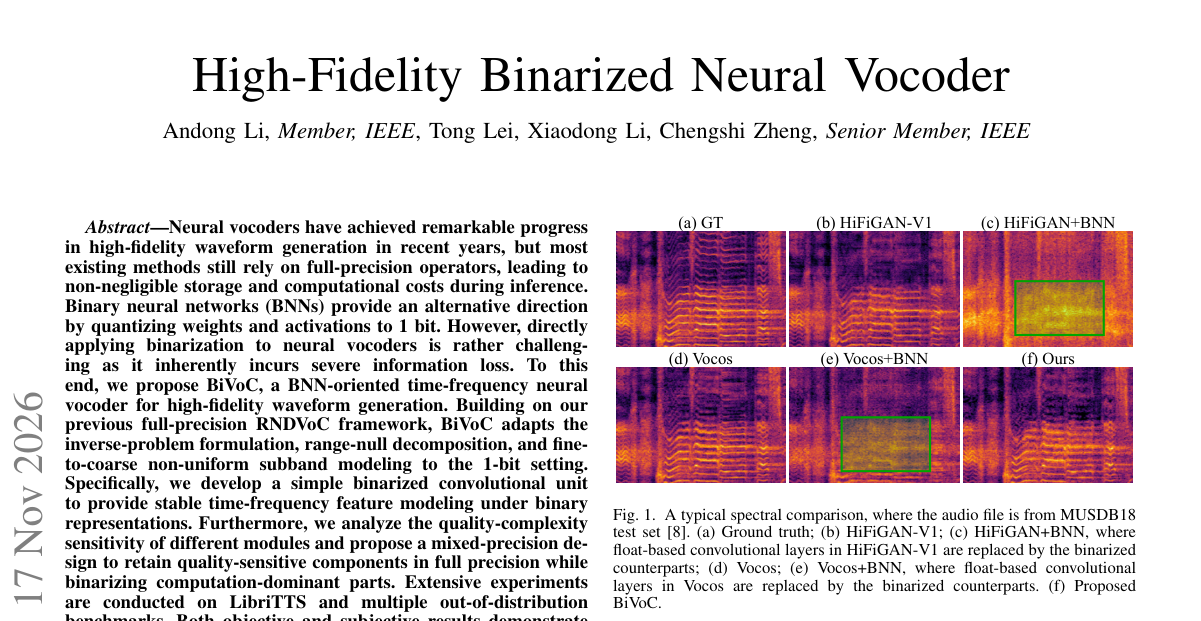 High-Fidelity Binarized Neural Vocoder
Andong Li, Member, IEEE, Tong Lei, Xiaodong Li, Chengshi Zheng, Senior Member, IEEE
17 Nov 2026
Abstract—Neural vocoders have achieved remarkable progress
in high-fidelity waveform generation in recent years, but most
existing methods still rely on full-precision operators, leading to
non-negligible storage and computational costs during inference.
Binary neural networks (BNNs) provide an alternative direction
by quantizing weights and activations to 1 bit. However, directly
applying binarization to neural vocoders is rather challeng-
ing as it inherently incurs severe information loss. To this
end, we propose BiVoC, a BNN-oriented time-frequency neural
vocoder for high-fidelity waveform generation. Building on our
previous full-precision RNDVoC framework, BiVoC adapts the
inverse-problem formulation, range-null decomposition, and fine-
to-coarse non-uniform subband modeling to the 1-bit setting.
Specifically, we develop a simple binarized convolutional unit
to provide stable time-frequency feature modeling under binary
representations. Furthermore, we analyze the quality-complexity
sensitivity of different modules and propose a mixed-precision de-
sign to retain quality-sensitive components in full precision while
binarizing computation-dominant parts. Extensive experiments
are conducted on LibriTTS and multiple out-of-distribution
benchmarks. Both objective and subjective results demonstrate
(a) GT
(b) HiFiGAN-V1
(c) HiFiGAN+BNN
(d) Vocos
(e) Vocos+BNN
(f) Ours
Fig. 1. A typical spectral comparison, where the audio file is from MUSDB18
test set [8]. (a) Ground truth; (b) HiFiGAN-V1; (c) HiFiGAN+BNN, where
float-based convolutional layers in HiFiGAN-V1 are replaced by the binarized
counterparts; (d) Vocos; (e) Vocos+BNN, where float-based convolutional
layers in Vocos are replaced by the binarized counterparts. (f) Proposed
BiVoC.